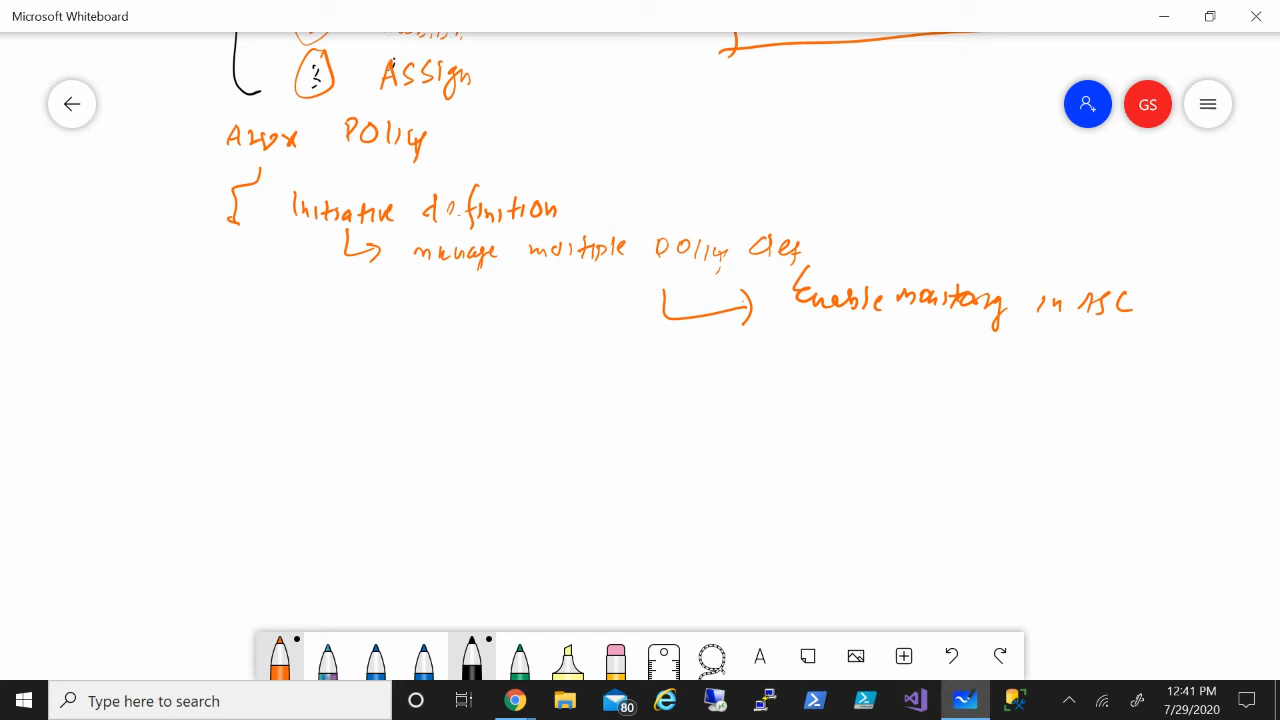 Microsoft Whiteboard
3 Assign
GS
Azure Policy
Initiative definition
manage multiple Policy def
Enable monitoring in ASC
A
Type here to search
80
12:41 PM
7/29/2020